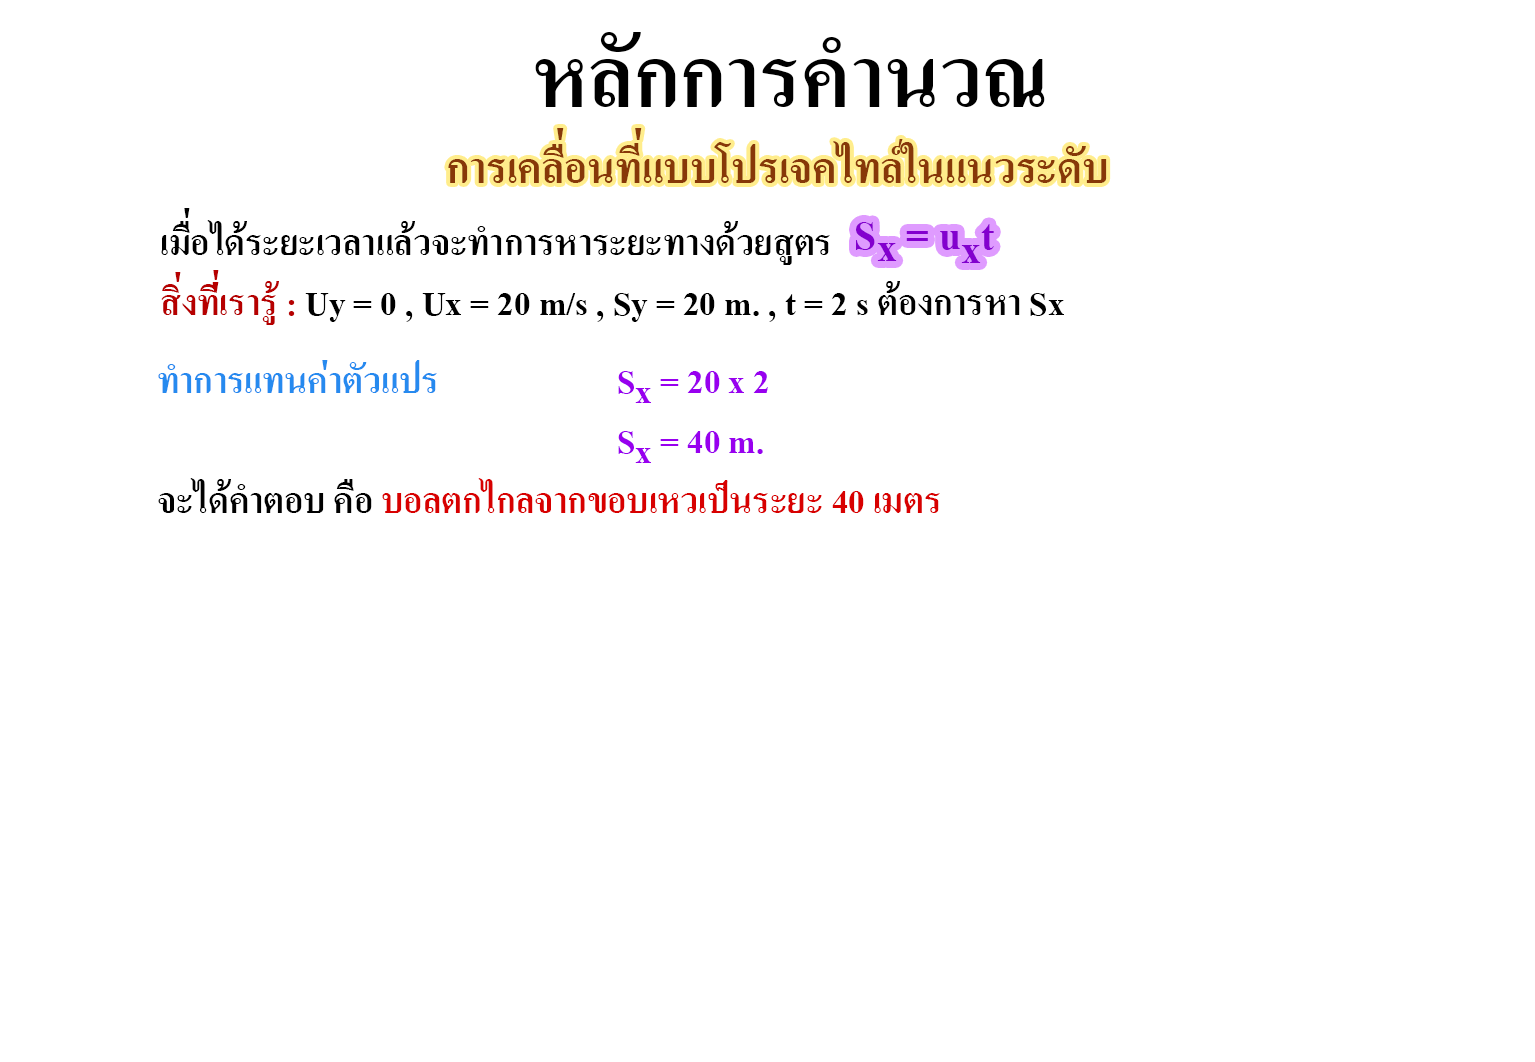 หลักการคำนวณ
การเคลื่อนที่แบบโปรเจคไทล์ในแนวระดับ
เมื่อได้ระยะเวลาแล้วจะทำการหาระยะทางด้วยสูตร Sx = uxt
สิ่งที่เรารู้ : Uy = 0 , Ux = 20 m/s , Sy = 20 m. , t = 2 s ต้องการหา Sx
ทำการแทนค่าตัวแปร Sx = 20 x 2
Sx = 40 m.
จะได้คำตอบ คือ บอลตกไกลจากขอบเหวเป็นระยะ 40 เมตร